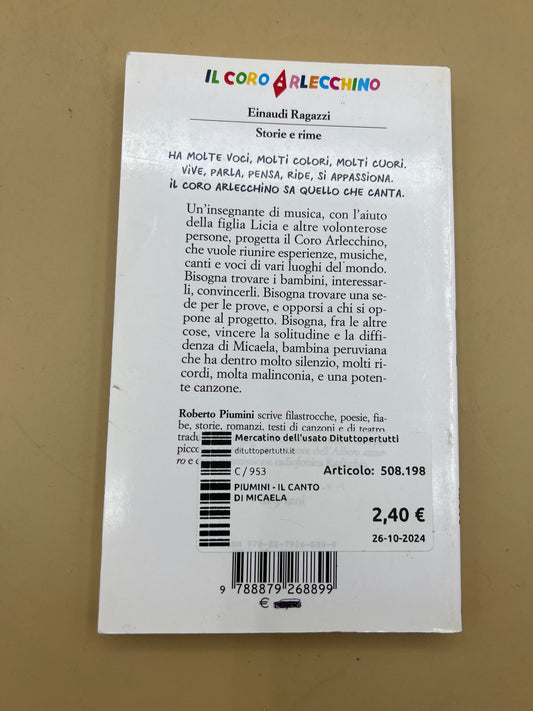 IL CORO ARLECCHINO
Einaudi Ragazzi
Storie e rime
HA MOLTE VOCI, MOLTI COLORI, MOLTI CUORI.
VIVE, PARLA, PENSA, RIDE, SI APPASSIONA.
IL CORO ARLECCHINO SA QUELLO CHE CANTA.
Un'insegnante di musica, con l'aiuto
della figlia Licia e altre volonterose
persone, progetta il Coro Arlecchino,
che vuole riunire esperienze, musiche,
canti e voci di vari luoghi del mondo.
Bisogna trovare i bambini, interessar-
li, convincerli. Bisogna trovare una se-
de per le prove, e opporsi a chi si op-
pone al progetto. Bisogna, fra le altre
cose, vincere la solitudine e la diffi-
denza di Micaela, bambina peruviana
che ha dentro molto silenzio, molti ri-
cordi, molta malinconia, e una poten-
te canzone.
Roberto Piumini scrive filastrocche, poesie, fia-
be, storie, romanzi, testi di canzoni e di teatro,
Mercatino dell'usato Dituttopertutti
dituttopertutti.it
C / 953
Articolo: 508.198
PIUMINI - IL CANTO
DI MICAELA
2,40 €
26-10-2024
9 788879 268899
€